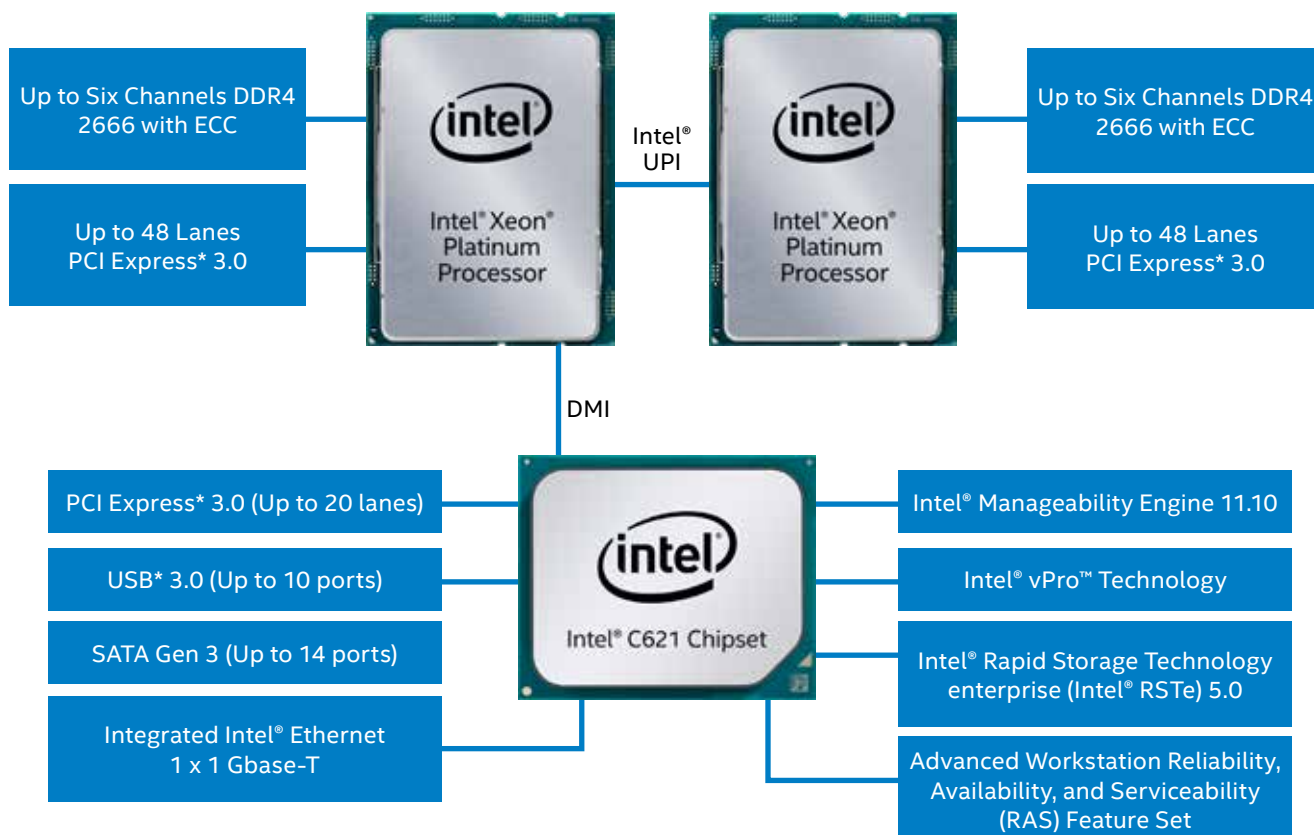 Up to Six Channels DDR4
2666 with ECC
Up to 48 Lanes
PCI Express* 3.0
intel®
Intel® Xeon®
Platinum
Processor
Intel®
UPI
intel®
Intel® Xeon®
Platinum
Processor
Up to Six Channels DDR4
2666 with ECC
Up to 48 Lanes
PCI Express* 3.0
DMI
PCI Express* 3.0 (Up to 20 lanes)
USB* 3.0 (Up to 10 ports)
SATA Gen 3 (Up to 14 ports)
Integrated Intel® Ethernet
1 x 1 Gbase-T
intel
Intel® C621 Chipset
Intel® Manageability Engine 11.10
Intel® vPro™ Technology
Intel® Rapid Storage Technology
enterprise (Intel® RSTe) 5.0
Advanced Workstation Reliability,
Availability, and Serviceability
(RAS) Feature Set